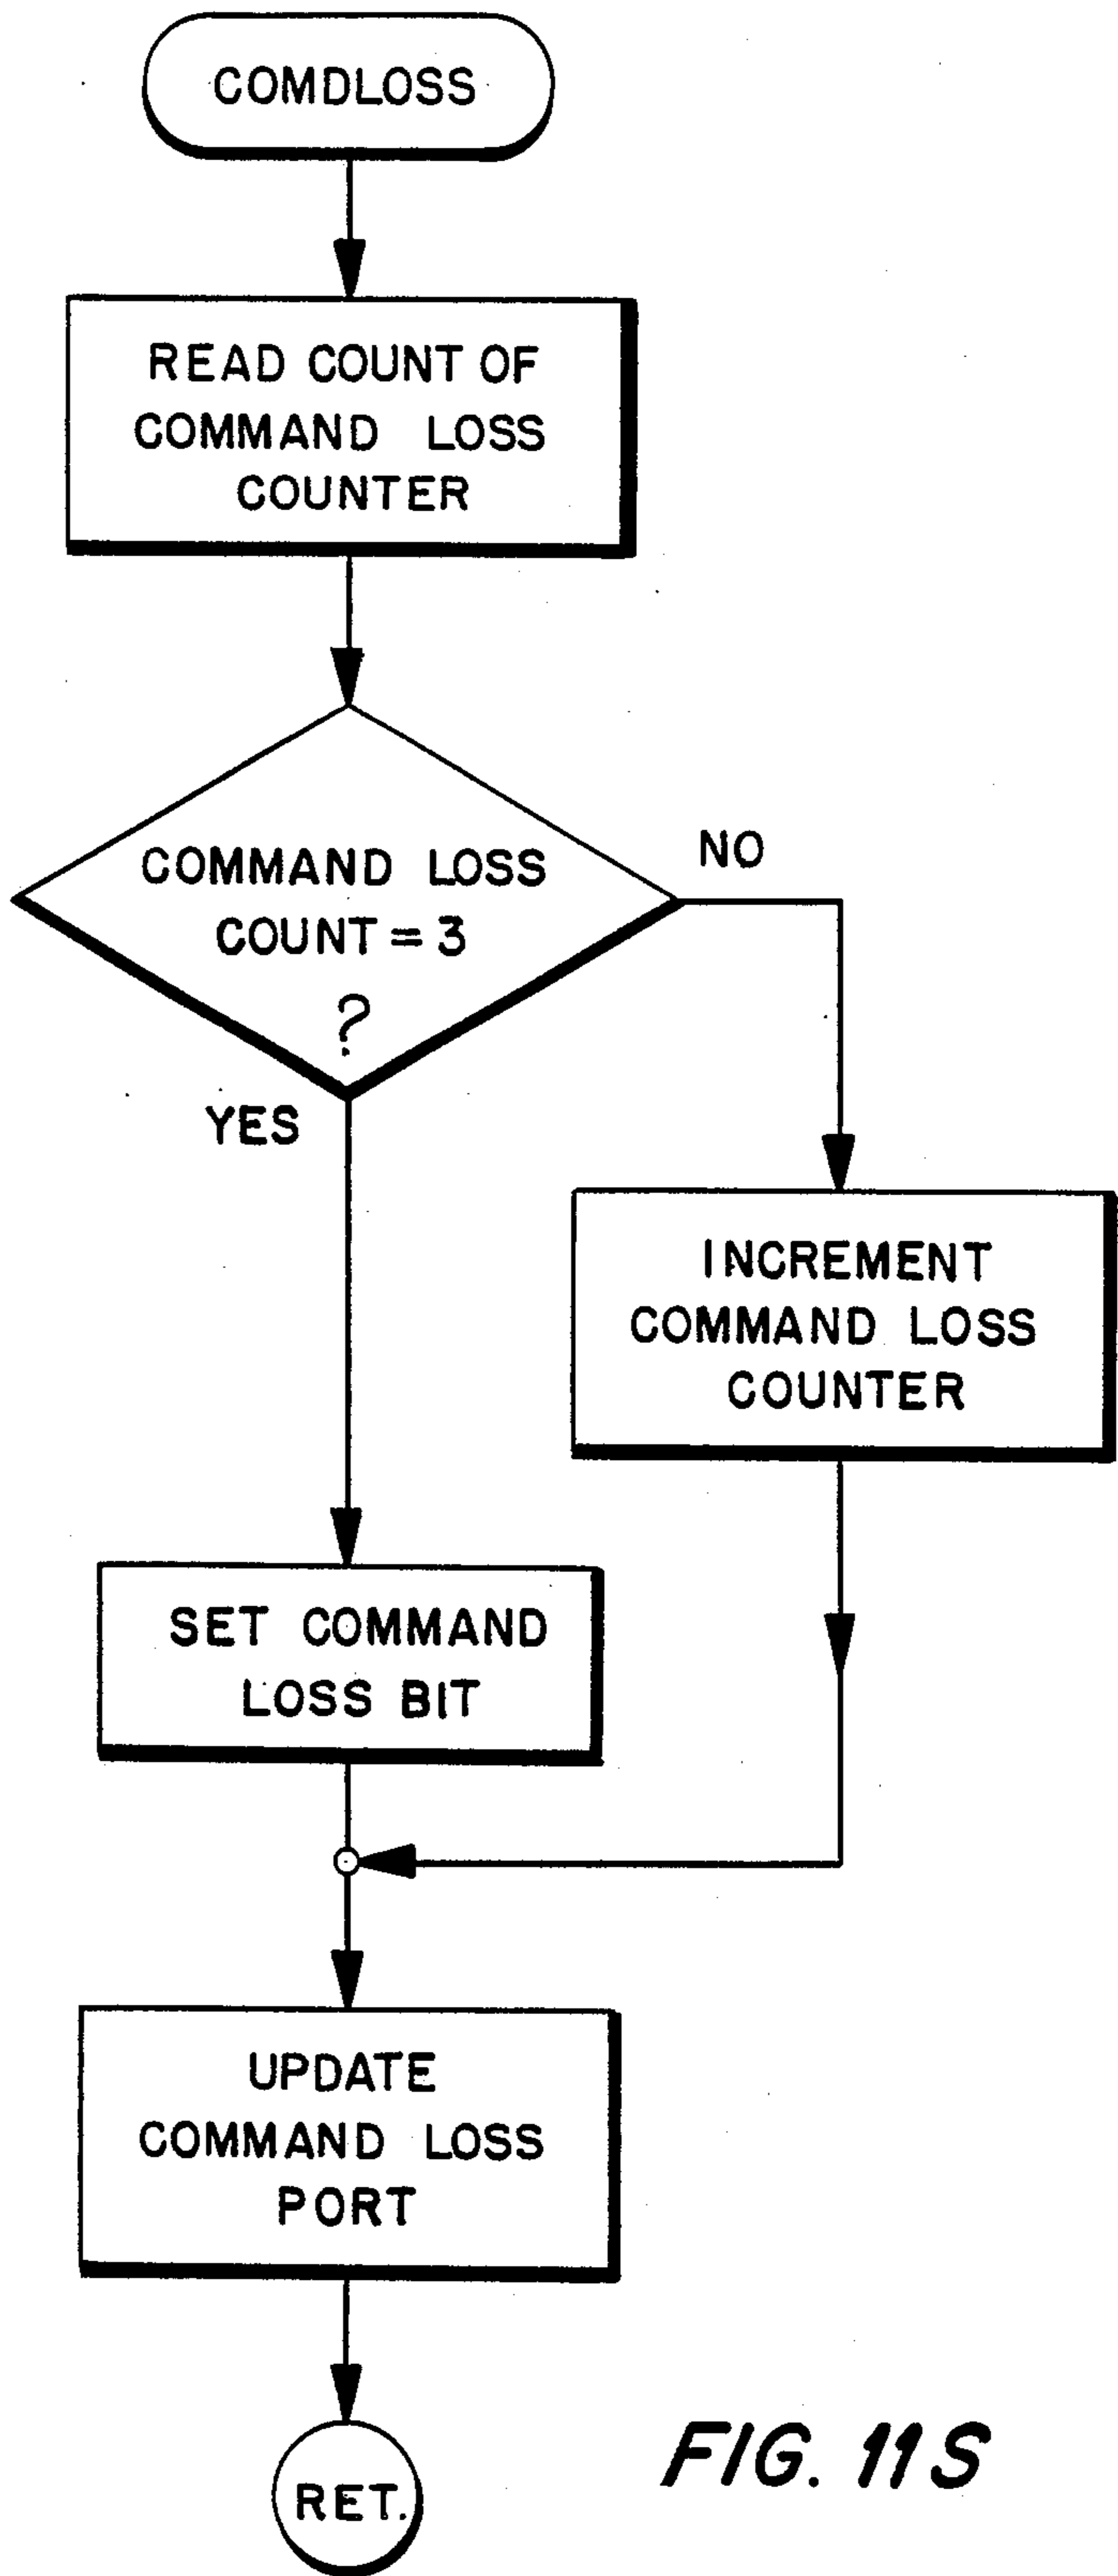 COMDLOSS
READ COUNT OF
COMMAND LOSS
COUNTER
COMMAND LOSS
COUNT = 3
?
NO
YES
INCREMENT
COMMAND LOSS
COUNTER
SET COMMAND
LOSS BIT
UPDATE
COMMAND LOSS
PORT
RET.
FIG. 11S